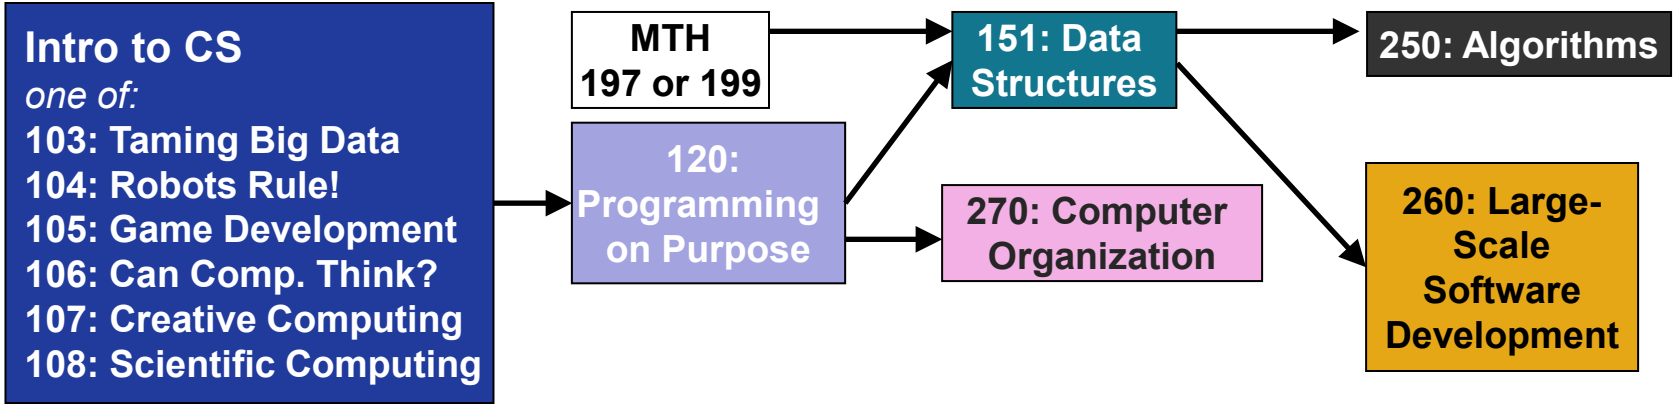 Intro to CS
one of:
103: Taming Big Data
104: Robots Rule!
105: Game Development
106: Can Comp. Think?
107: Creative Computing
108: Scientific Computing
MTH
197 or 199
120:
Programming
on Purpose
151: Data
Structures
270: Computer
Organization
250: Algorithms
260: Large-
Scale
Software
Development